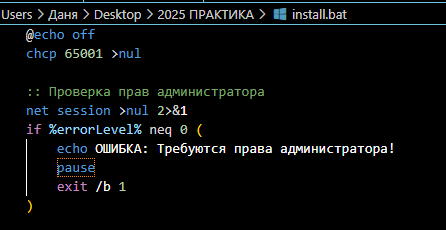 Users > Даня > Desktop > 2025 ПРАКТИКА > install.bat
@echo off
chcp 65001 >nul
:: Проверка прав администратора
net session >nul 2>&1
if %errorLevel% neq 0 (
echo ОШИБКА: Требуются права администратора!
pause
exit /b 1
)